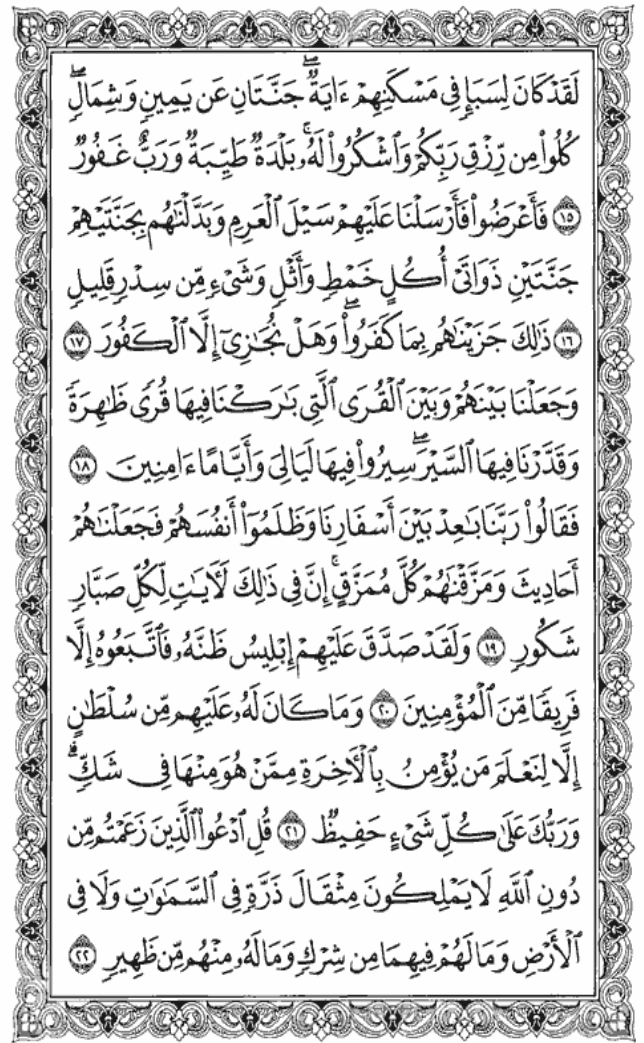 لَقَدْ كَانَ لِسَبَإٍ فِي مَسْكَنِهِمْ ءَايَةٌ ۖ جَنَّتَانِ عَن يَمِينٍ وَشِمَالٍ ۖ
كُلُوا۟ مِن رِّزْقِ رَبِّكُمْ وَٱشْكُرُوا۟ لَهُۥ ۚ بَلْدَةٌ طَيِّبَةٌ وَرَبٌّ غَفُورٌ
١٥ فَأَعْرَضُوا۟ فَأَرْسَلْنَا عَلَيْهِمْ سَيْلَ ٱلْعَرِمِ وَبَدَّلْنَٰهُم بِجَنَّتَيْهِمْ
جَنَّتَيْنِ ذَوَاتَىْ أُكُلٍ خَمْطٍ وَأَثْلٍ وَشَىْءٍ مِّن سِدْرٍ قَلِيلٍ
١٦ ذَٰلِكَ جَزَيْنَٰهُم بِمَا كَفَرُوا۟ ۖ وَهَلْ نُجَٰزِىٓ إِلَّا ٱلْكَفُورَ ١٧
وَجَعَلْنَا بَيْنَهُمْ وَبَيْنَ ٱلْقُرَى ٱلَّتِى بَٰرَكْنَا فِيهَا قُرًى ظَٰهِرَةً
وَقَدَّرْنَا فِيهَا ٱلسَّيْرَ ۖ سِيرُوا۟ فِيهَا لَيَالِىَ وَأَيَّامًا ءَامِنِينَ ١٨
فَقَالُوا۟ رَبَّنَا بَٰعِدْ بَيْنَ أَسْفَارِنَا وَظَلَمُوٓا۟ أَنفُسَهُمْ فَجَعَلْنَٰهُمْ
أَحَادِيثَ وَمَزَّقْنَٰهُمْ كُلَّ مُمَزَّقٍ ۚ إِنَّ فِى ذَٰلِكَ لَءَايَٰتٍ لِّكُلِّ صَبَّارٍ
شَكُورٍ ١٩ وَلَقَدْ صَدَّقَ عَلَيْهِمْ إِبْلِيسُ ظَنَّهُۥ فَٱتَّبَعُوهُ إِلَّا
فَرِيقًا مِّنَ ٱلْمُؤْمِنِينَ ٢٠ وَمَا كَانَ لَهُۥ عَلَيْهِم مِّن سُلْطَٰنٍ
إِلَّا لِنَعْلَمَ مَن يُؤْمِنُ بِٱلْءَاخِرَةِ مِمَّنْ هُوَ مِنْهَا فِى شَكٍّ ۗ
وَرَبُّكَ عَلَىٰ كُلِّ شَىْءٍ حَفِيظٌ ٢١ قُلِ ٱدْعُوا۟ ٱلَّذِينَ زَعَمْتُم مِّن
دُونِ ٱللَّهِ لَا يَمْلِكُونَ مِثْقَالَ ذَرَّةٍ فِى ٱلسَّمَٰوَٰتِ وَلَا فِى
ٱلْأَرْضِ وَمَا لَهُمْ فِيهِمَا مِن شِرْكٍ وَمَا لَهُۥ مِنْهُم مِّن ظَهِيرٍ ٢٢